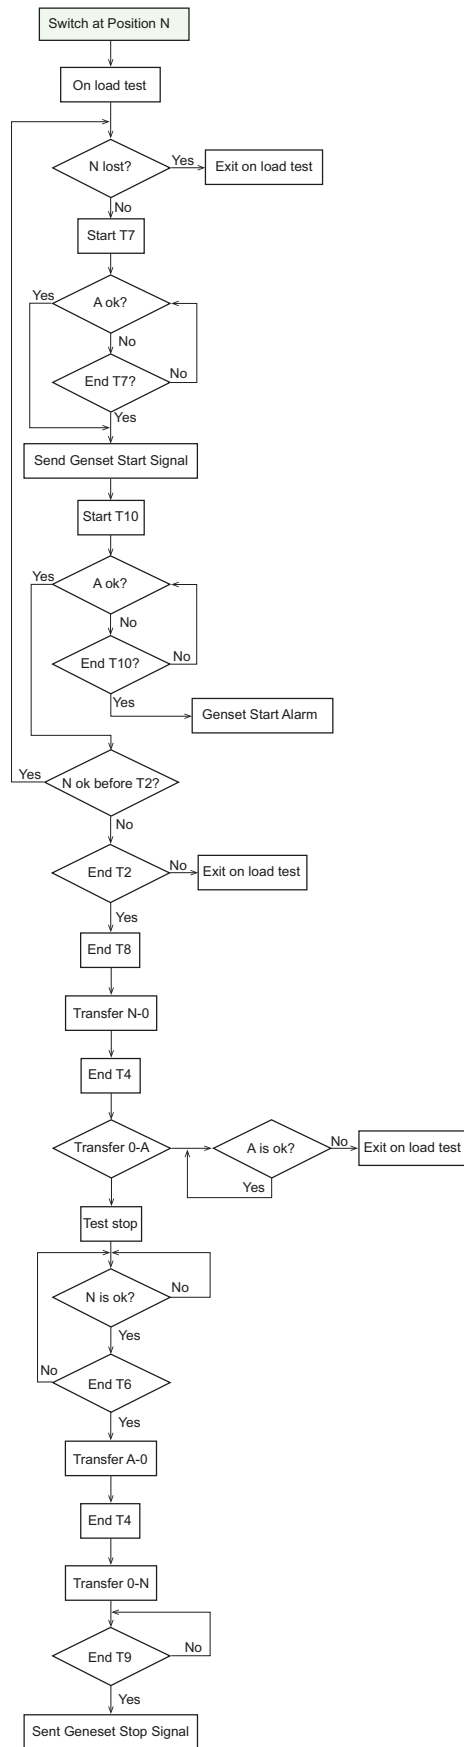 Switch at Position N
On load test
N lost?
Yes
Exit on load test
No
Start T7
Yes
A ok?
No
End T7?
No
Yes
Send Genset Start Signal
Start T10
Yes
A ok?
No
End T10?
No
Yes
Genset Start Alarm
Yes
N ok before T2?
No
End T2
No
Exit on load test
Yes
End T8
Transfer N-0
End T4
Transfer 0-A
A is ok?
No
Exit on load test
Yes
Test stop
N is ok?
No
Yes
No
End T6
Yes
Transfer A-0
End T4
Transfer 0-N
End T9
No
Yes
Sent Geneset Stop Signal